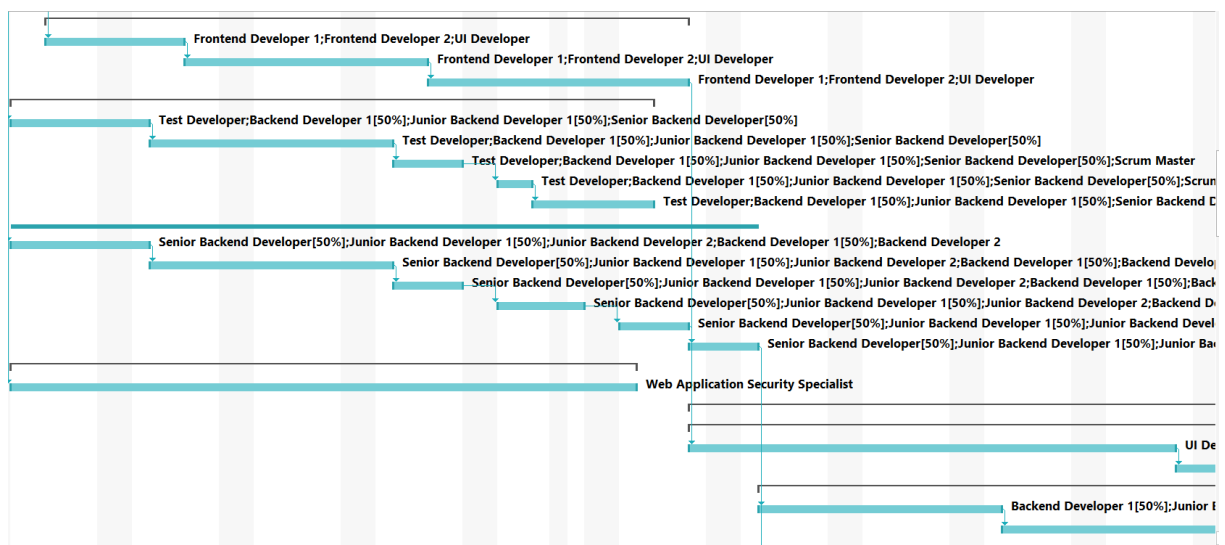 Frontend Developer 1;Frontend Developer 2;UI Developer
Frontend Developer 1;Frontend Developer 2;UI Developer
Frontend Developer 1;Frontend Developer 2;UI Developer
Test Developer;Backend Developer 1[50%];Junior Backend Developer 1[50%];Senior Backend Developer[50%]
Test Developer;Backend Developer 1[50%];Junior Backend Developer 1[50%];Senior Backend Developer[50%]
Test Developer;Backend Developer 1[50%];Junior Backend Developer 1[50%];Senior Backend Developer[50%];Scrum Master
Test Developer;Backend Developer 1[50%];Junior Backend Developer 1[50%];Senior Backend Developer[50%];Scrun
Test Developer;Backend Developer 1[50%];Junior Backend Developer 1[50%];Senior Backend D
Senior Backend Developer[50%];Junior Backend Developer 1[50%];Junior Backend Developer 2;Backend Developer 1[50%];Backend Developer 2
Senior Backend Developer[50%];Junior Backend Developer 1[50%];Junior Backend Developer 2;Backend Developer 1[50%];Backend Develo
Senior Backend Developer[50%];Junior Backend Developer 1[50%];Junior Backend Developer 2;Backend Developer 1[50%];Back
Senior Backend Developer[50%];Junior Backend Developer 1[50%];Junior Backend Developer 2;Backend D
Senior Backend Developer[50%];Junior Backend Developer 1[50%];Junior Backend Devel
Senior Backend Developer[50%];Junior Backend Developer 1[50%];Junior Ba
Web Application Security Specialist
UI De
Backend Developer 1[50%];Junior